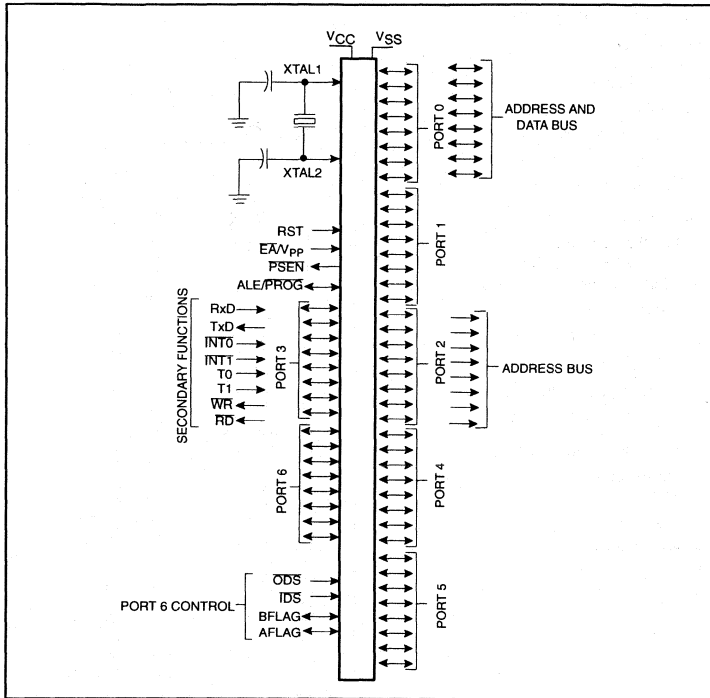 VCC VSS
XTAL1
XTAL2
PORT 0
ADDRESS AND
DATA BUS
PORT 1
RST
EA/VPP
PSEN
ALE/PROG
SECONDARY FUNCTIONS
RxD
TxD
INT0
INT1
T0
T1
WR
RD
PORT 3
PORT 2
ADDRESS BUS
PORT 6
PORT 4
PORT 6 CONTROL
ODS
IDS
BFLAG
AFLAG
PORT 5